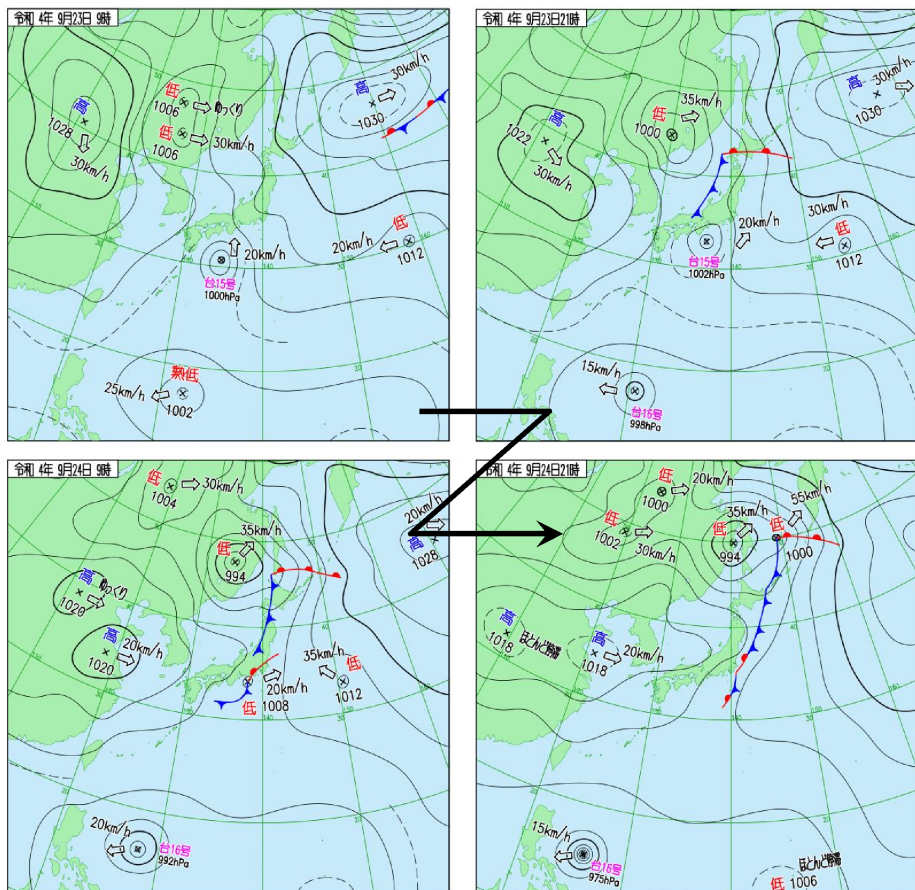 令和 4年 9月23日 9時
30km/h
高
1030
低
1006
ゆっくり
高
1028
30km/h
低
1006
30km/h
50
40
低
20km/h
1012
20km/h
台15号
1000hPa
30
20
熱低
25km/h
1002
令和 4年 9月23日21時
高
30km/h
1030
低
35km/h
1000
高
1022
30km/h
20km/h
30km/h
低
1012
台15号
1002hPa
15km/h
台16号
998hPa
令和 4年 9月24日 9時
低
30km/h
1004
20km/h
高
1028
35km/h
低
994
高
ゆっくり
1020
高
20km/h
1020
35km/h
低
1012
20km/h
低
1008
20km/h
台16号
992hPa
140
令和 4年 9月24日21時
低
20km/h
1000
低
30km/h
1002
35km/h
低
994
低
55km/h
1000
高
1018
ほとんど停滞
高
20km/h
1018
15km/h
台16号
975hPa
ほとんど停滞
低
1006
140